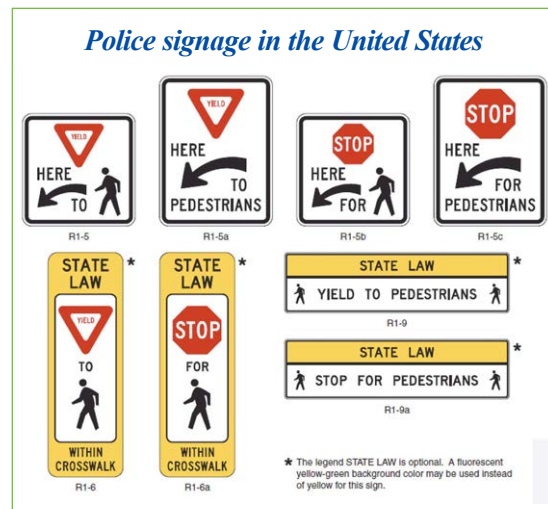 Police signage in the United States
YIELD
HERE
TO
R1-5
YIELD
HERE
TO
PEDESTRIANS
R1-5a
STOP
HERE
FOR
R1-5b
STOP
HERE
FOR
PEDESTRIANS
R1-5c
STATE
LAW
*
YIELD
TO
WITHIN
CROSSWALK
R1-6
STATE
LAW
*
STOP
FOR
WITHIN
CROSSWALK
R1-6a
STATE LAW
*
YIELD TO PEDESTRIANS
R1-9
STATE LAW
*
STOP FOR PEDESTRIANS
R1-9a
* The legend STATE LAW is optional. A fluorescent
yellow-green background color may be used instead
of yellow for this sign.